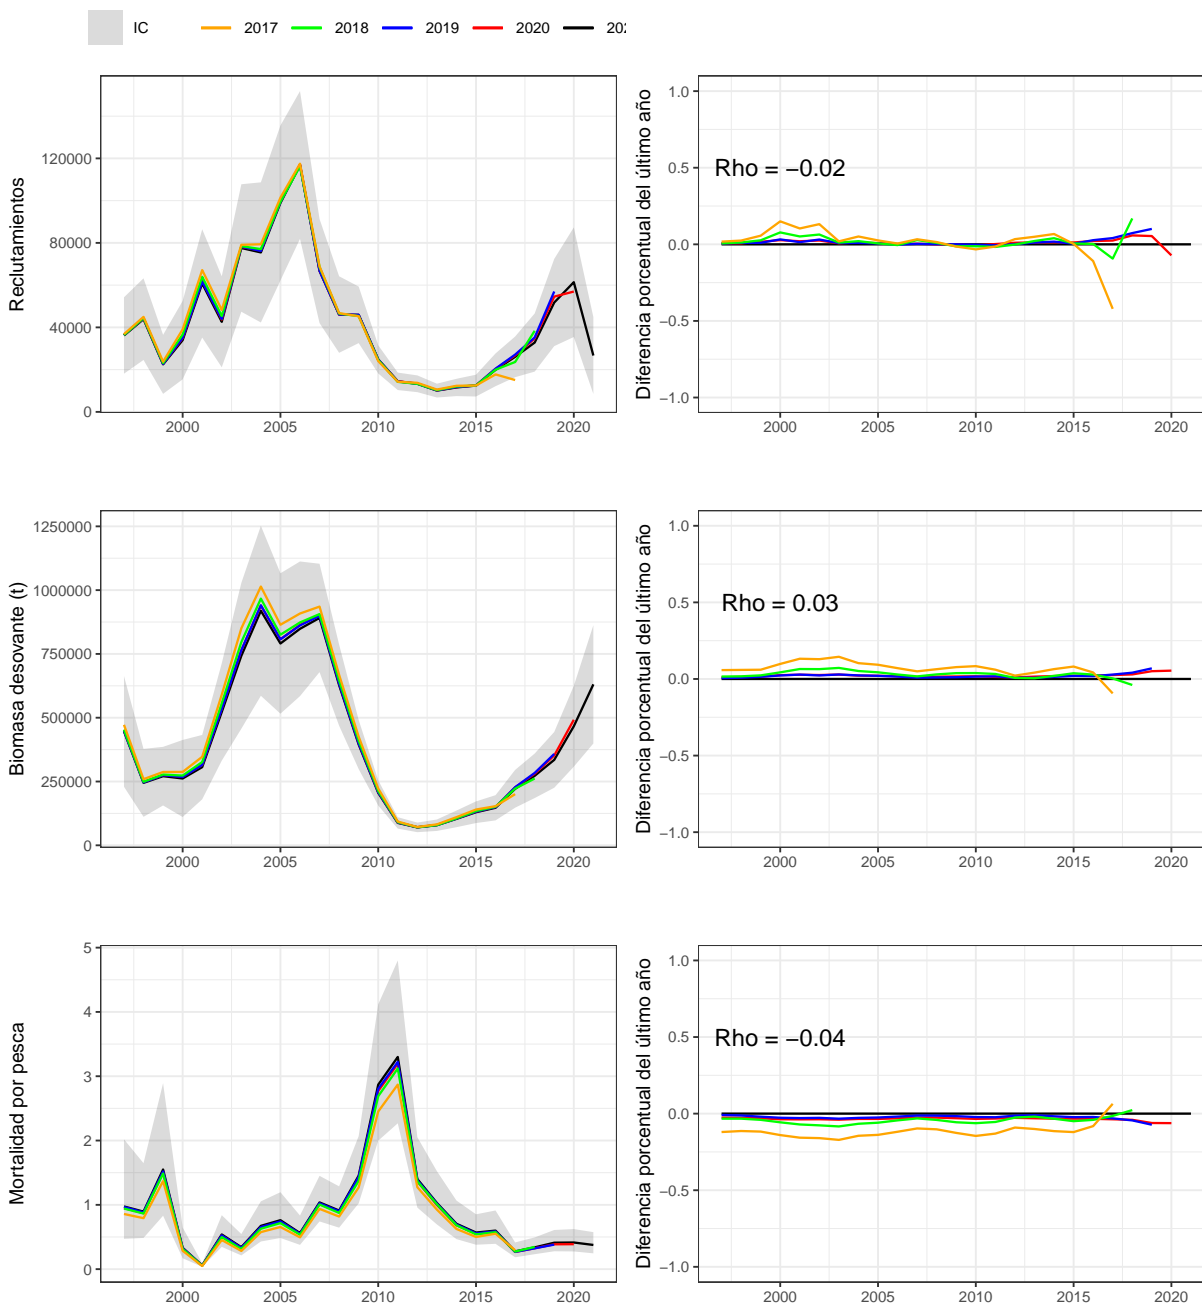 IC 2017 2018 2019 2020
Reclutamientos
120000
80000
40000
0
2000 2005 2010 2015 2020
Diferencia porcentual del último año
1.0
0.5
0.0
−0.5
−1.0
Rho = −0.02
2000 2005 2010 2015 2020
Biomasa desovante (t)
1250000
1000000
750000
500000
250000
0
2000 2005 2010 2015 2020
Diferencia porcentual del último año
1.0
0.5
0.0
−0.5
−1.0
Rho = 0.03
2000 2005 2010 2015 2020
Mortalidad por pesca
5
4
3
2
1
0
2000 2005 2010 2015 2020
Diferencia porcentual del último año
1.0
0.5
0.0
−0.5
−1.0
Rho = −0.04
2000 2005 2010 2015 2020